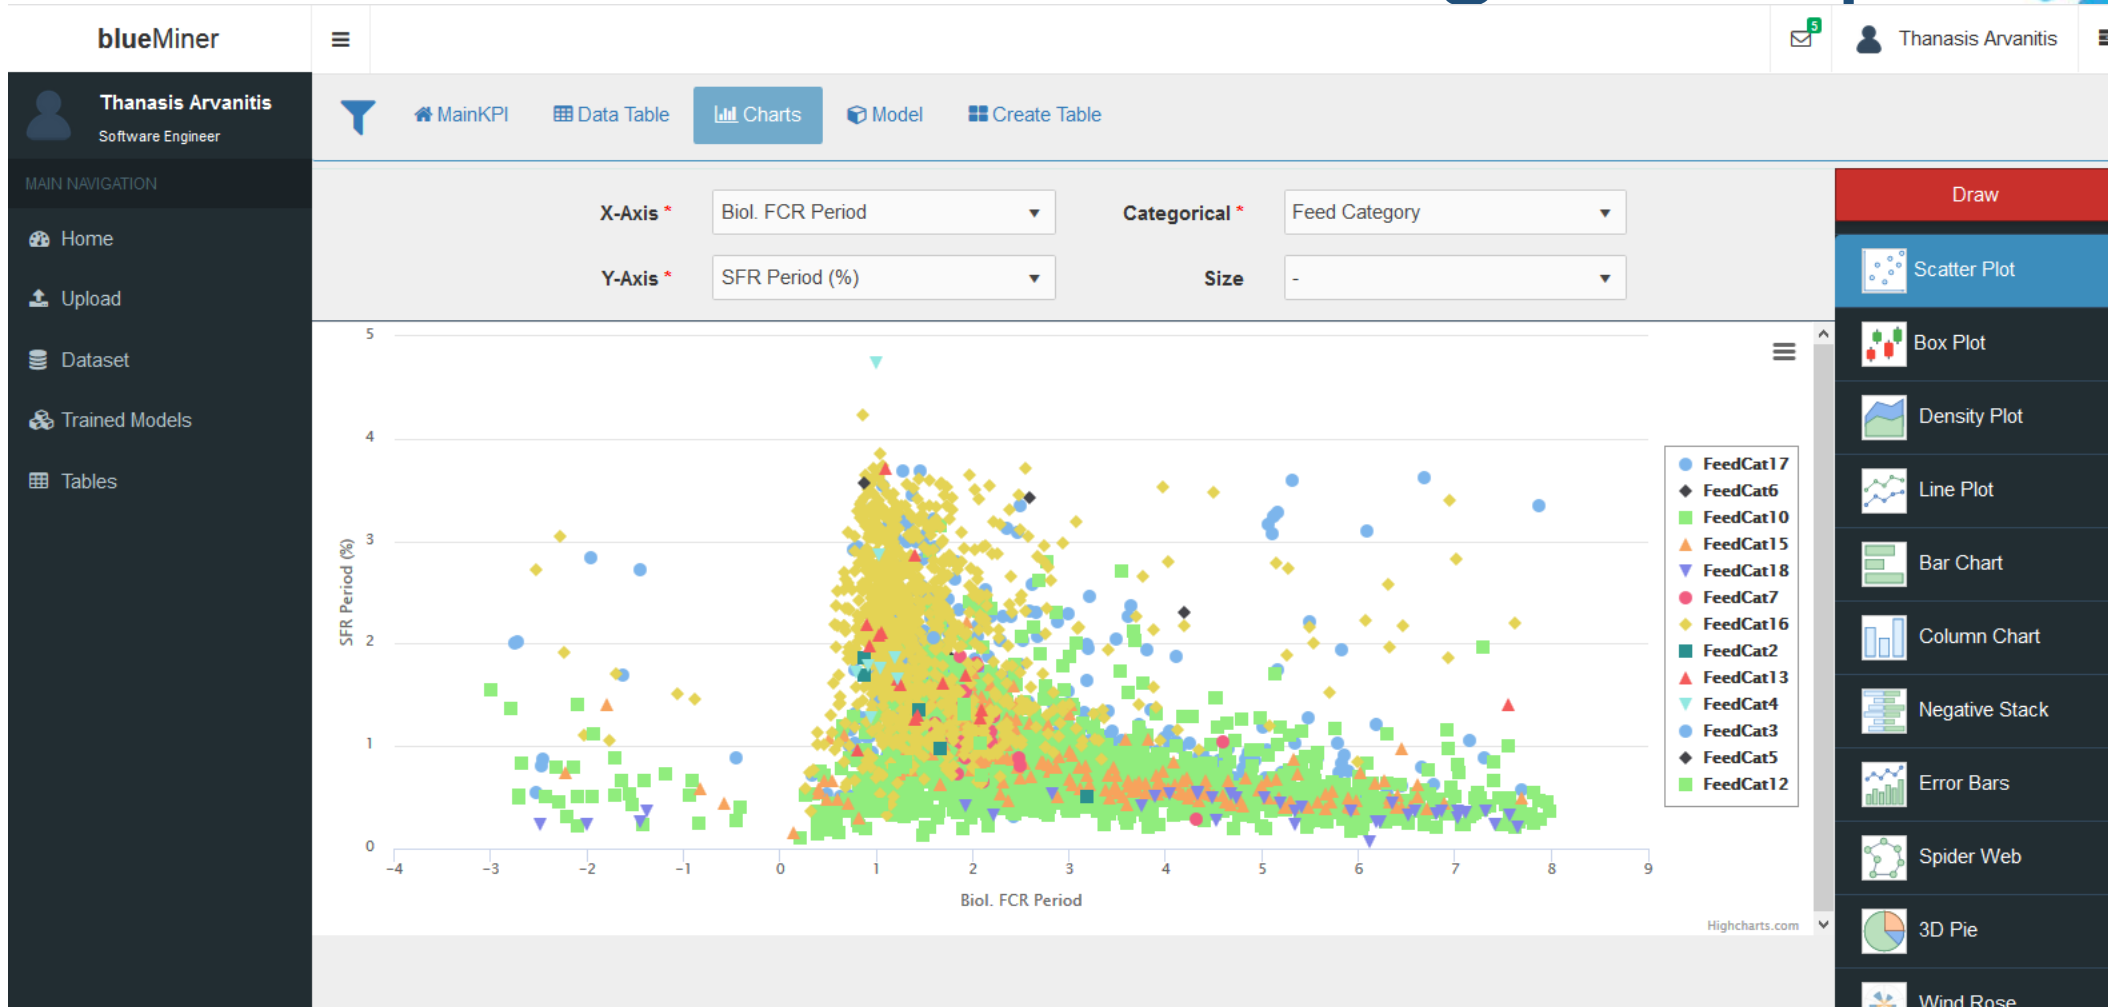 blueMiner
5
Thanasis Arvanitis
Thanasis Arvanitis
Software Engineer
MainKPI
Data Table
Charts
Model
Create Table
MAIN NAVIGATION
Home
Upload
Dataset
Trained Models
Tables
X-Axis *
Biol. FCR Period
Categorical *
Feed Category
Y-Axis *
SFR Period (%)
Size
-
Draw
Scatter Plot
Box Plot
Density Plot
Line Plot
Bar Chart
Column Chart
Negative Stack
Error Bars
Spider Web
3D Pie
Wind Rose
SFR Period (%)
5
4
3
2
1
0
-4
-3
-2
-1
0
1
2
3
4
5
6
7
8
9
Biol. FCR Period
FeedCat17
FeedCat6
FeedCat10
FeedCat15
FeedCat18
FeedCat7
FeedCat16
FeedCat2
FeedCat13
FeedCat4
FeedCat3
FeedCat5
FeedCat12
Highcharts.com